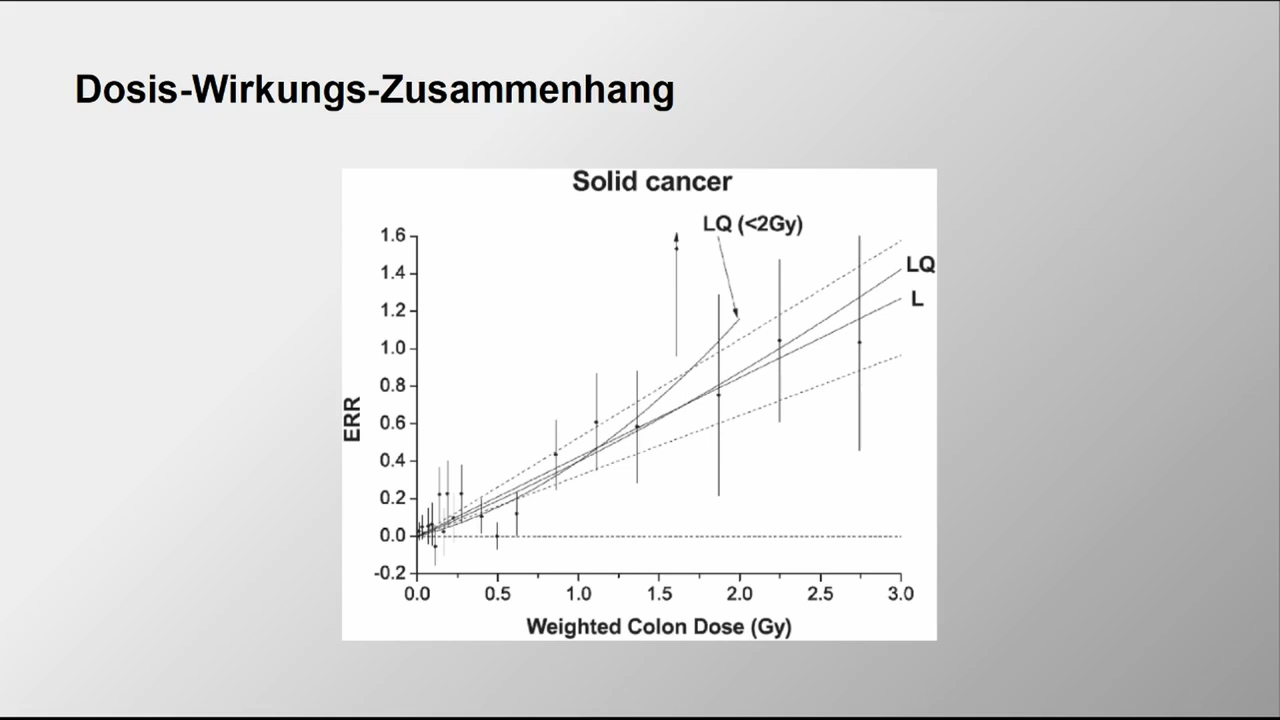 Dosis-Wirkungs-Zusammenhang
Solid cancer
LQ (<2Gy)
LQ
L
1.6
1.4
1.2
1.0
0.8
0.6
0.4
0.2
0.0
-0.2
ERR
0.0 0.5 1.0 1.5 2.0 2.5 3.0
Weighted Colon Dose (Gy)